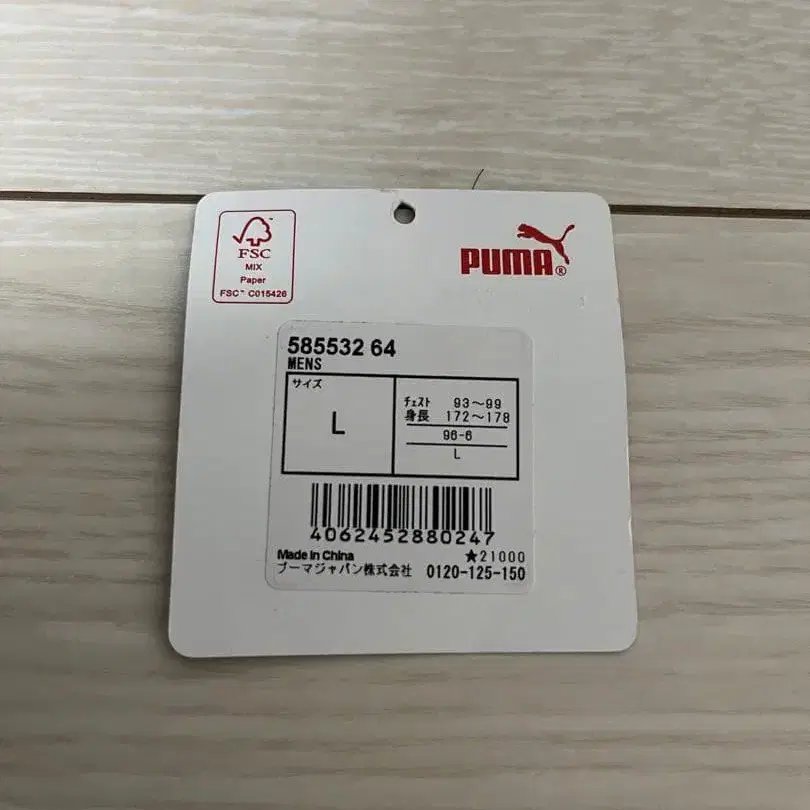 FSC™
MIX
Paper
FSC™ C015426
PUMA®
585532 64
MENS
サイズ
L
チェスト 93～99
身長 172～178
96-6
L
4062452880247
Made in China
★21000
プーマジャパン株式会社 0120-125-150